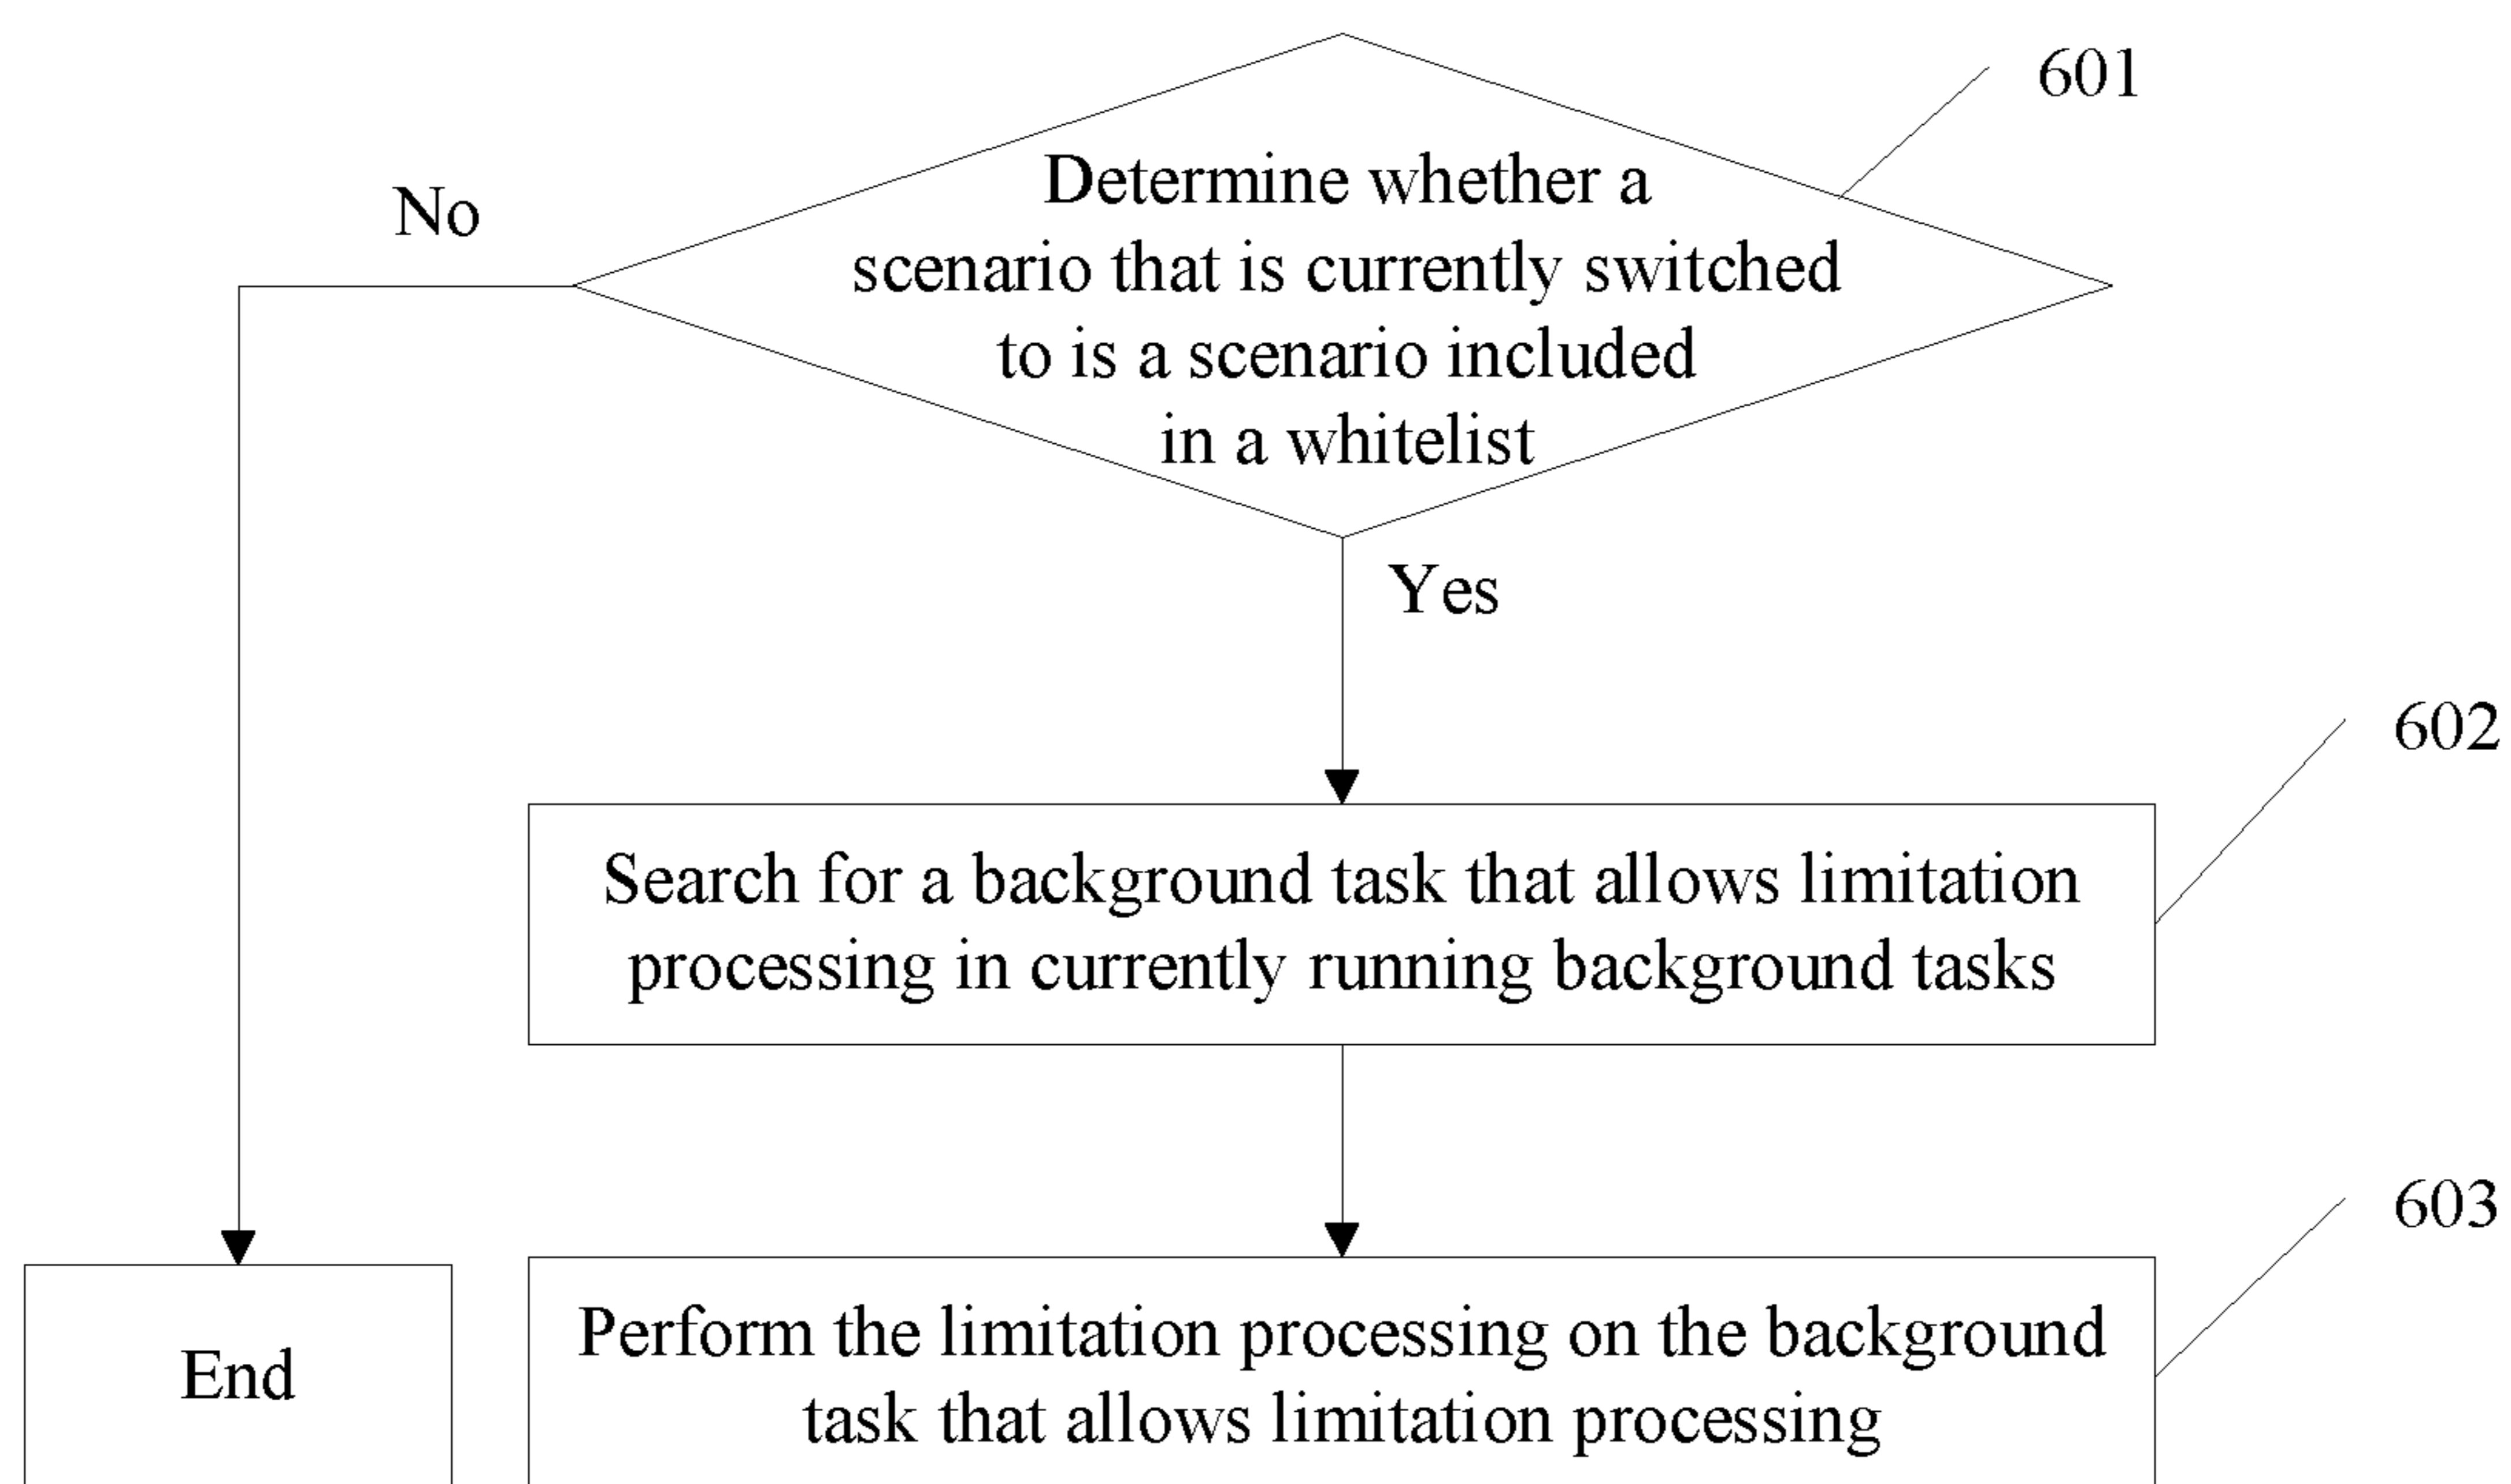 601
Determine whether a
scenario that is currently switched
to is a scenario included
in a whitelist
No
Yes
602
Search for a background task that allows limitation
processing in currently running background tasks
603
Perform the limitation processing on the background
task that allows limitation processing
End